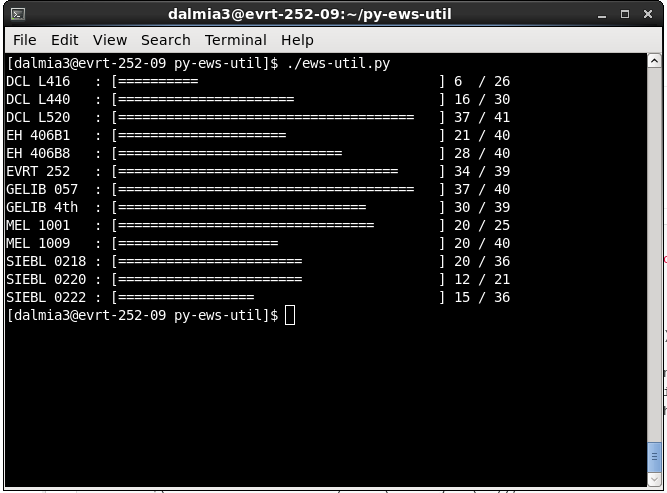 dalmia3@evrt-252-09:~/py-ews-util
File Edit View Search Terminal Help
[dalmia3@evrt-252-09 py-ews-util]$ ./ews-util.py
DCL L416   : [==========                              ] 6  / 26
DCL L440   : [======================                  ] 16 / 30
DCL L520   : [=====================================   ] 37 / 41
EH 406B1   : [=====================                   ] 21 / 40
EH 406B8   : [============================            ] 28 / 40
EVRT 252   : [===================================     ] 34 / 39
GELIB 057  : [=====================================   ] 37 / 40
GELIB 4th  : [===============================         ] 30 / 39
MEL 1001   : [================================        ] 20 / 25
MEL 1009   : [====================                    ] 20 / 40
SIEBL 0218 : [=======================                 ] 20 / 36
SIEBL 0220 : [=======================                 ] 12 / 21
SIEBL 0222 : [=================                       ] 15 / 36
[dalmia3@evrt-252-09 py-ews-util]$